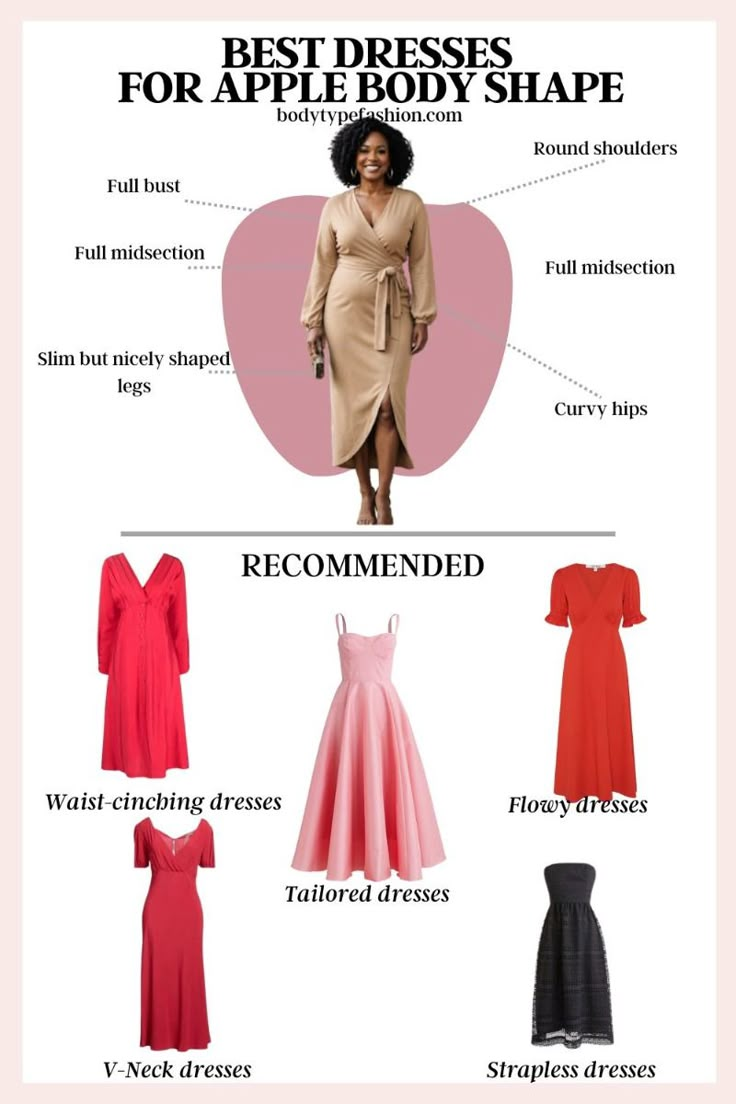 BEST DRESSES
FOR APPLE BODY SHAPE
bodytypefashion.com
Round shoulders
Full bust
Full midsection
Full midsection
Slim but nicely shaped
legs
Curvy hips
RECOMMENDED
Waist-cinching dresses
Flowy dresses
Tailored dresses
V-Neck dresses
Strapless dresses